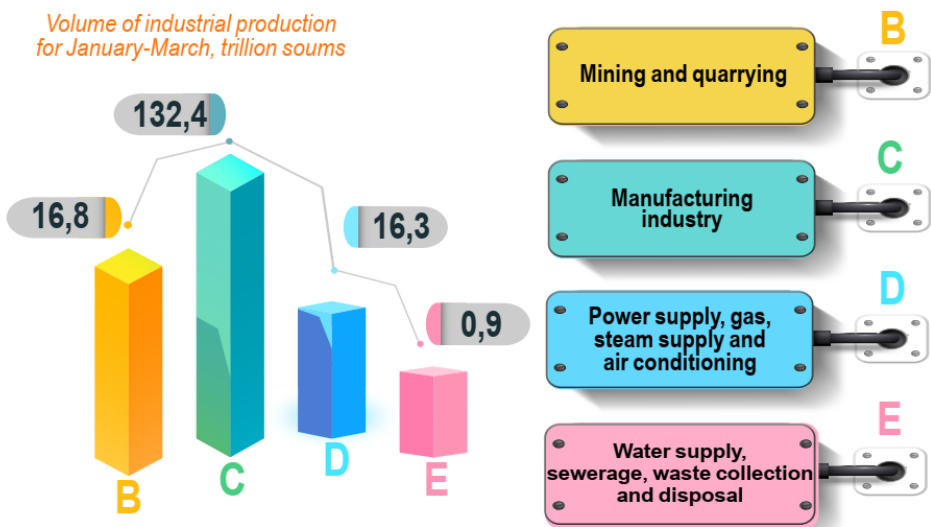 Volume of industrial production
for January-March, trillion soums
132,4
16,8
16,3
0,9
B
C
D
E
B
Mining and quarrying
C
Manufacturing
industry
D
Power supply, gas,
steam supply and
air conditioning
E
Water supply,
sewerage, waste collection
and disposal